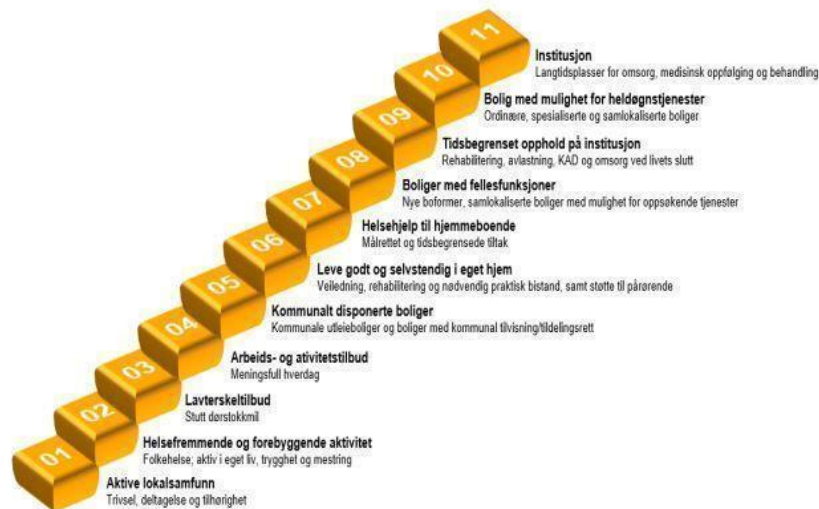 11
Institusjon
Langtidsplasser for omsorg, medisinsk oppfølging og behandling
10
Bolig med mulighet for heldøgnstjenester
Ordinære, spesialiserte og samlokaliserte boliger
09
Tidsbegrenset opphold på institusjon
Rehabilitering, avlastning, KAD og omsorg ved livets slutt
08
Boliger med fellesfunksjoner
Nye boformer, samlokaliserte boliger med mulighet for oppsøkende tjenester
07
Helsehjelp til hjemmeboende
Målrettet og tidsbegrensede tiltak
06
Leve godt og selvstendig i eget hjem
Veiledning, rehabilitering og nødvendig praktisk bistand, samt støtte til pårørende
05
Kommunalt disponerte boliger
Kommunale utleieboliger og boliger med kommunal tilvisning/tildelingsrett
04
Arbeids- og ativitetstilbud
Meningsfull hverdag
03
Lavterskeltilbud
Stutt dørstokkmil
02
Helsefremmende og forebyggende aktivitet
Folkehelse; aktiv i eget liv, trygghet og mestring
01
Aktive lokalsamfunn
Trivsel, deltagelse og tilhørighet